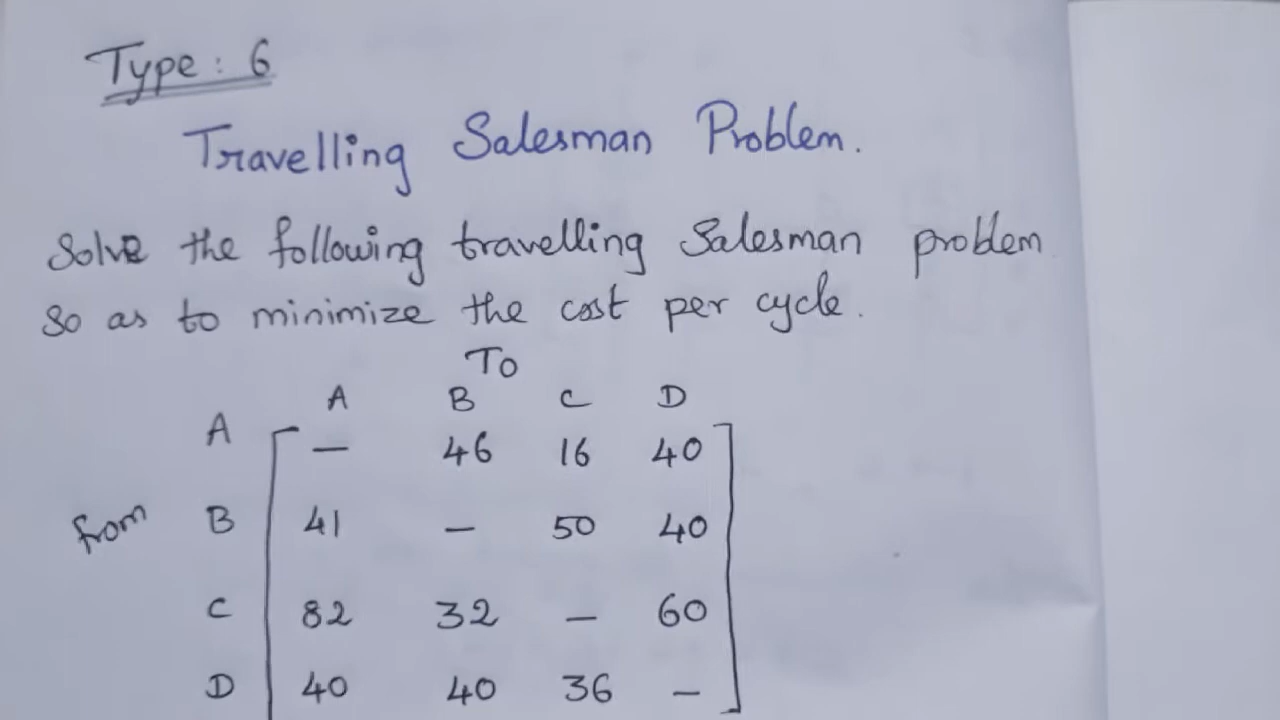 Type: 6
Travelling Salesman Problem.
Solve the following travelling Salesman problem
So as to minimize the cost per cycle.
To
A B C D
A — 46 16 40
from B 41 — 50 40
C 82 32 — 60
D 40 40 36 —